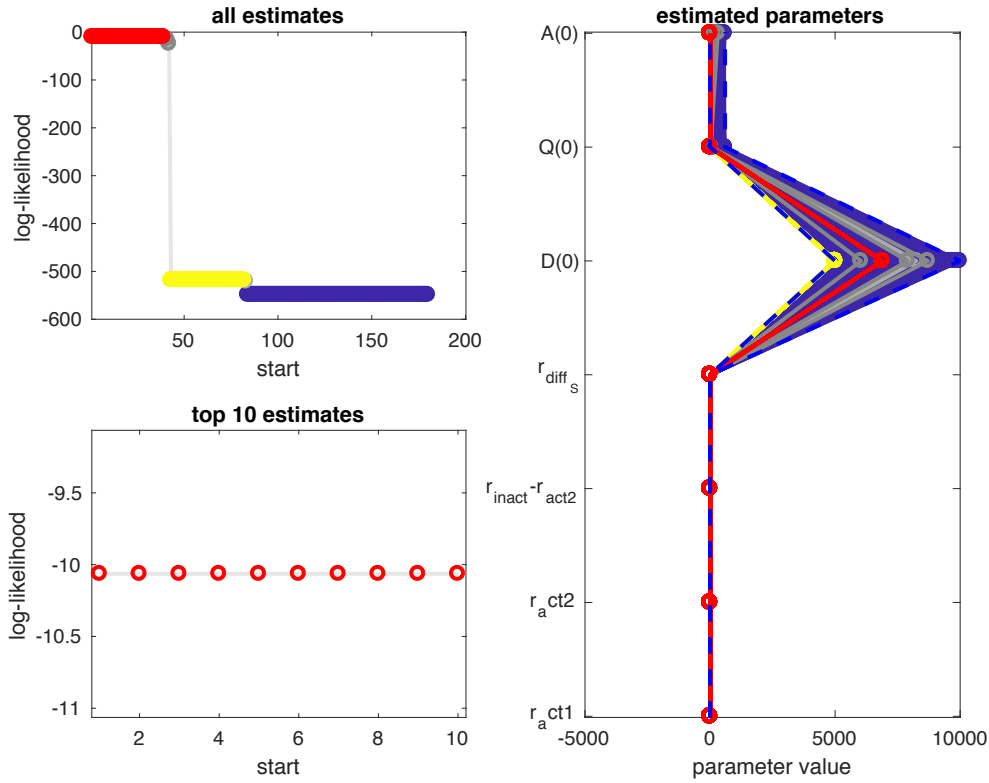 all estimates
0
-100
-200
-300
-400
-500
-600
50
100
150
200
log-likelihood
start
top 10 estimates
-9.5
-10
-10.5
-11
2
4
6
8
10
log-likelihood
start
estimated parameters
A(0)
Q(0)
D(0)
r_diff_S
r_inact-r_act2
r_act2
r_act1
-5000
0
5000
10000
parameter value